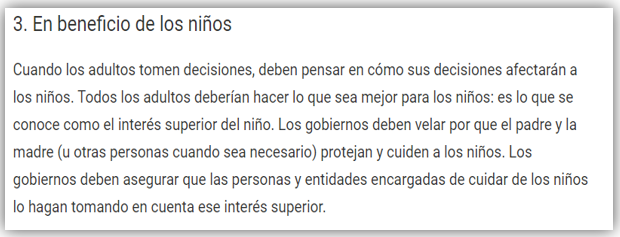 3. En beneficio de los niños
Cuando los adultos tomen decisiones, deben pensar en cómo sus decisiones afectarán a
los niños. Todos los adultos deberían hacer lo que sea mejor para los niños: es lo que se
conoce como el interés superior del niño. Los gobiernos deben velar por que el padre y la
madre (u otras personas cuando sea necesario) protejan y cuiden a los niños. Los
gobiernos deben asegurar que las personas y entidades encargadas de cuidar de los niños
lo hagan tomando en cuenta ese interés superior.